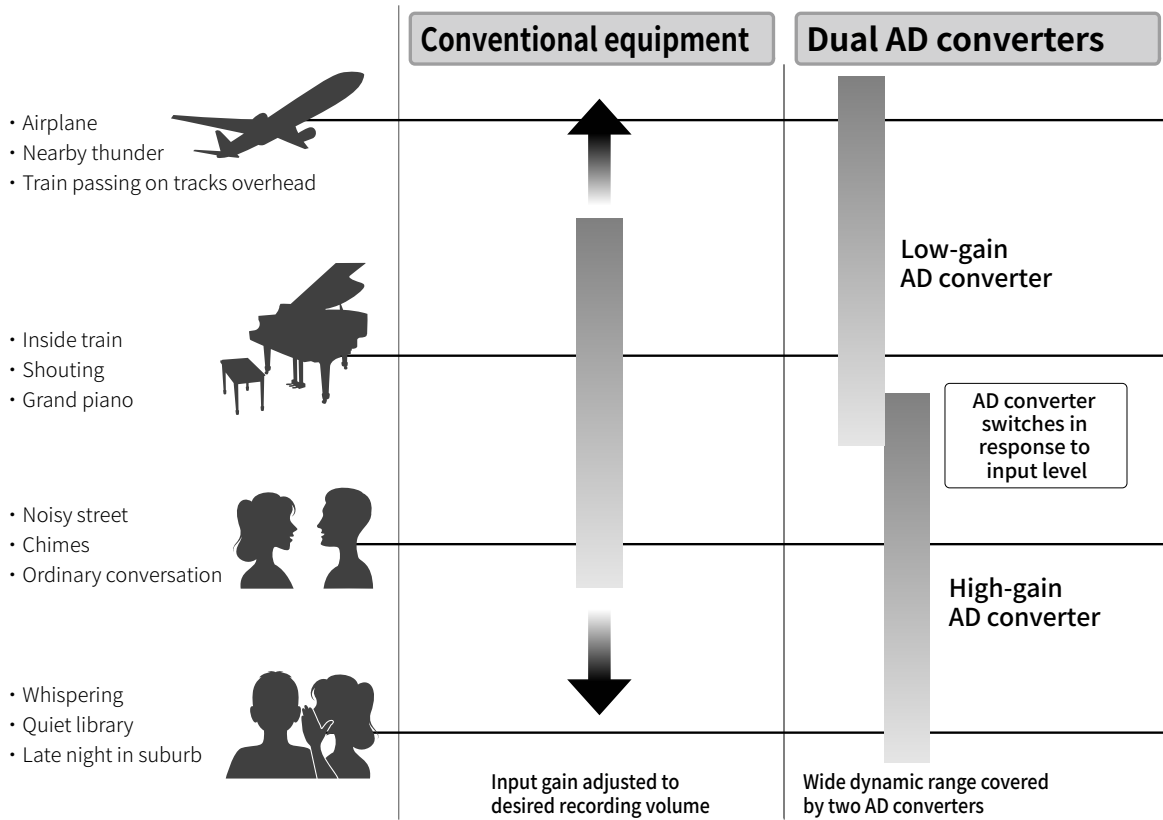 Conventional equipment
Dual AD converters
・Airplane
・Nearby thunder
・Train passing on tracks overhead
Low-gain
AD converter
・Inside train
・Shouting
・Grand piano
AD converter
switches in
response to
input level
・Noisy street
・Chimes
・Ordinary conversation
High-gain
AD converter
・Whispering
・Quiet library
・Late night in suburb
Input gain adjusted to
desired recording volume
Wide dynamic range covered
by two AD converters